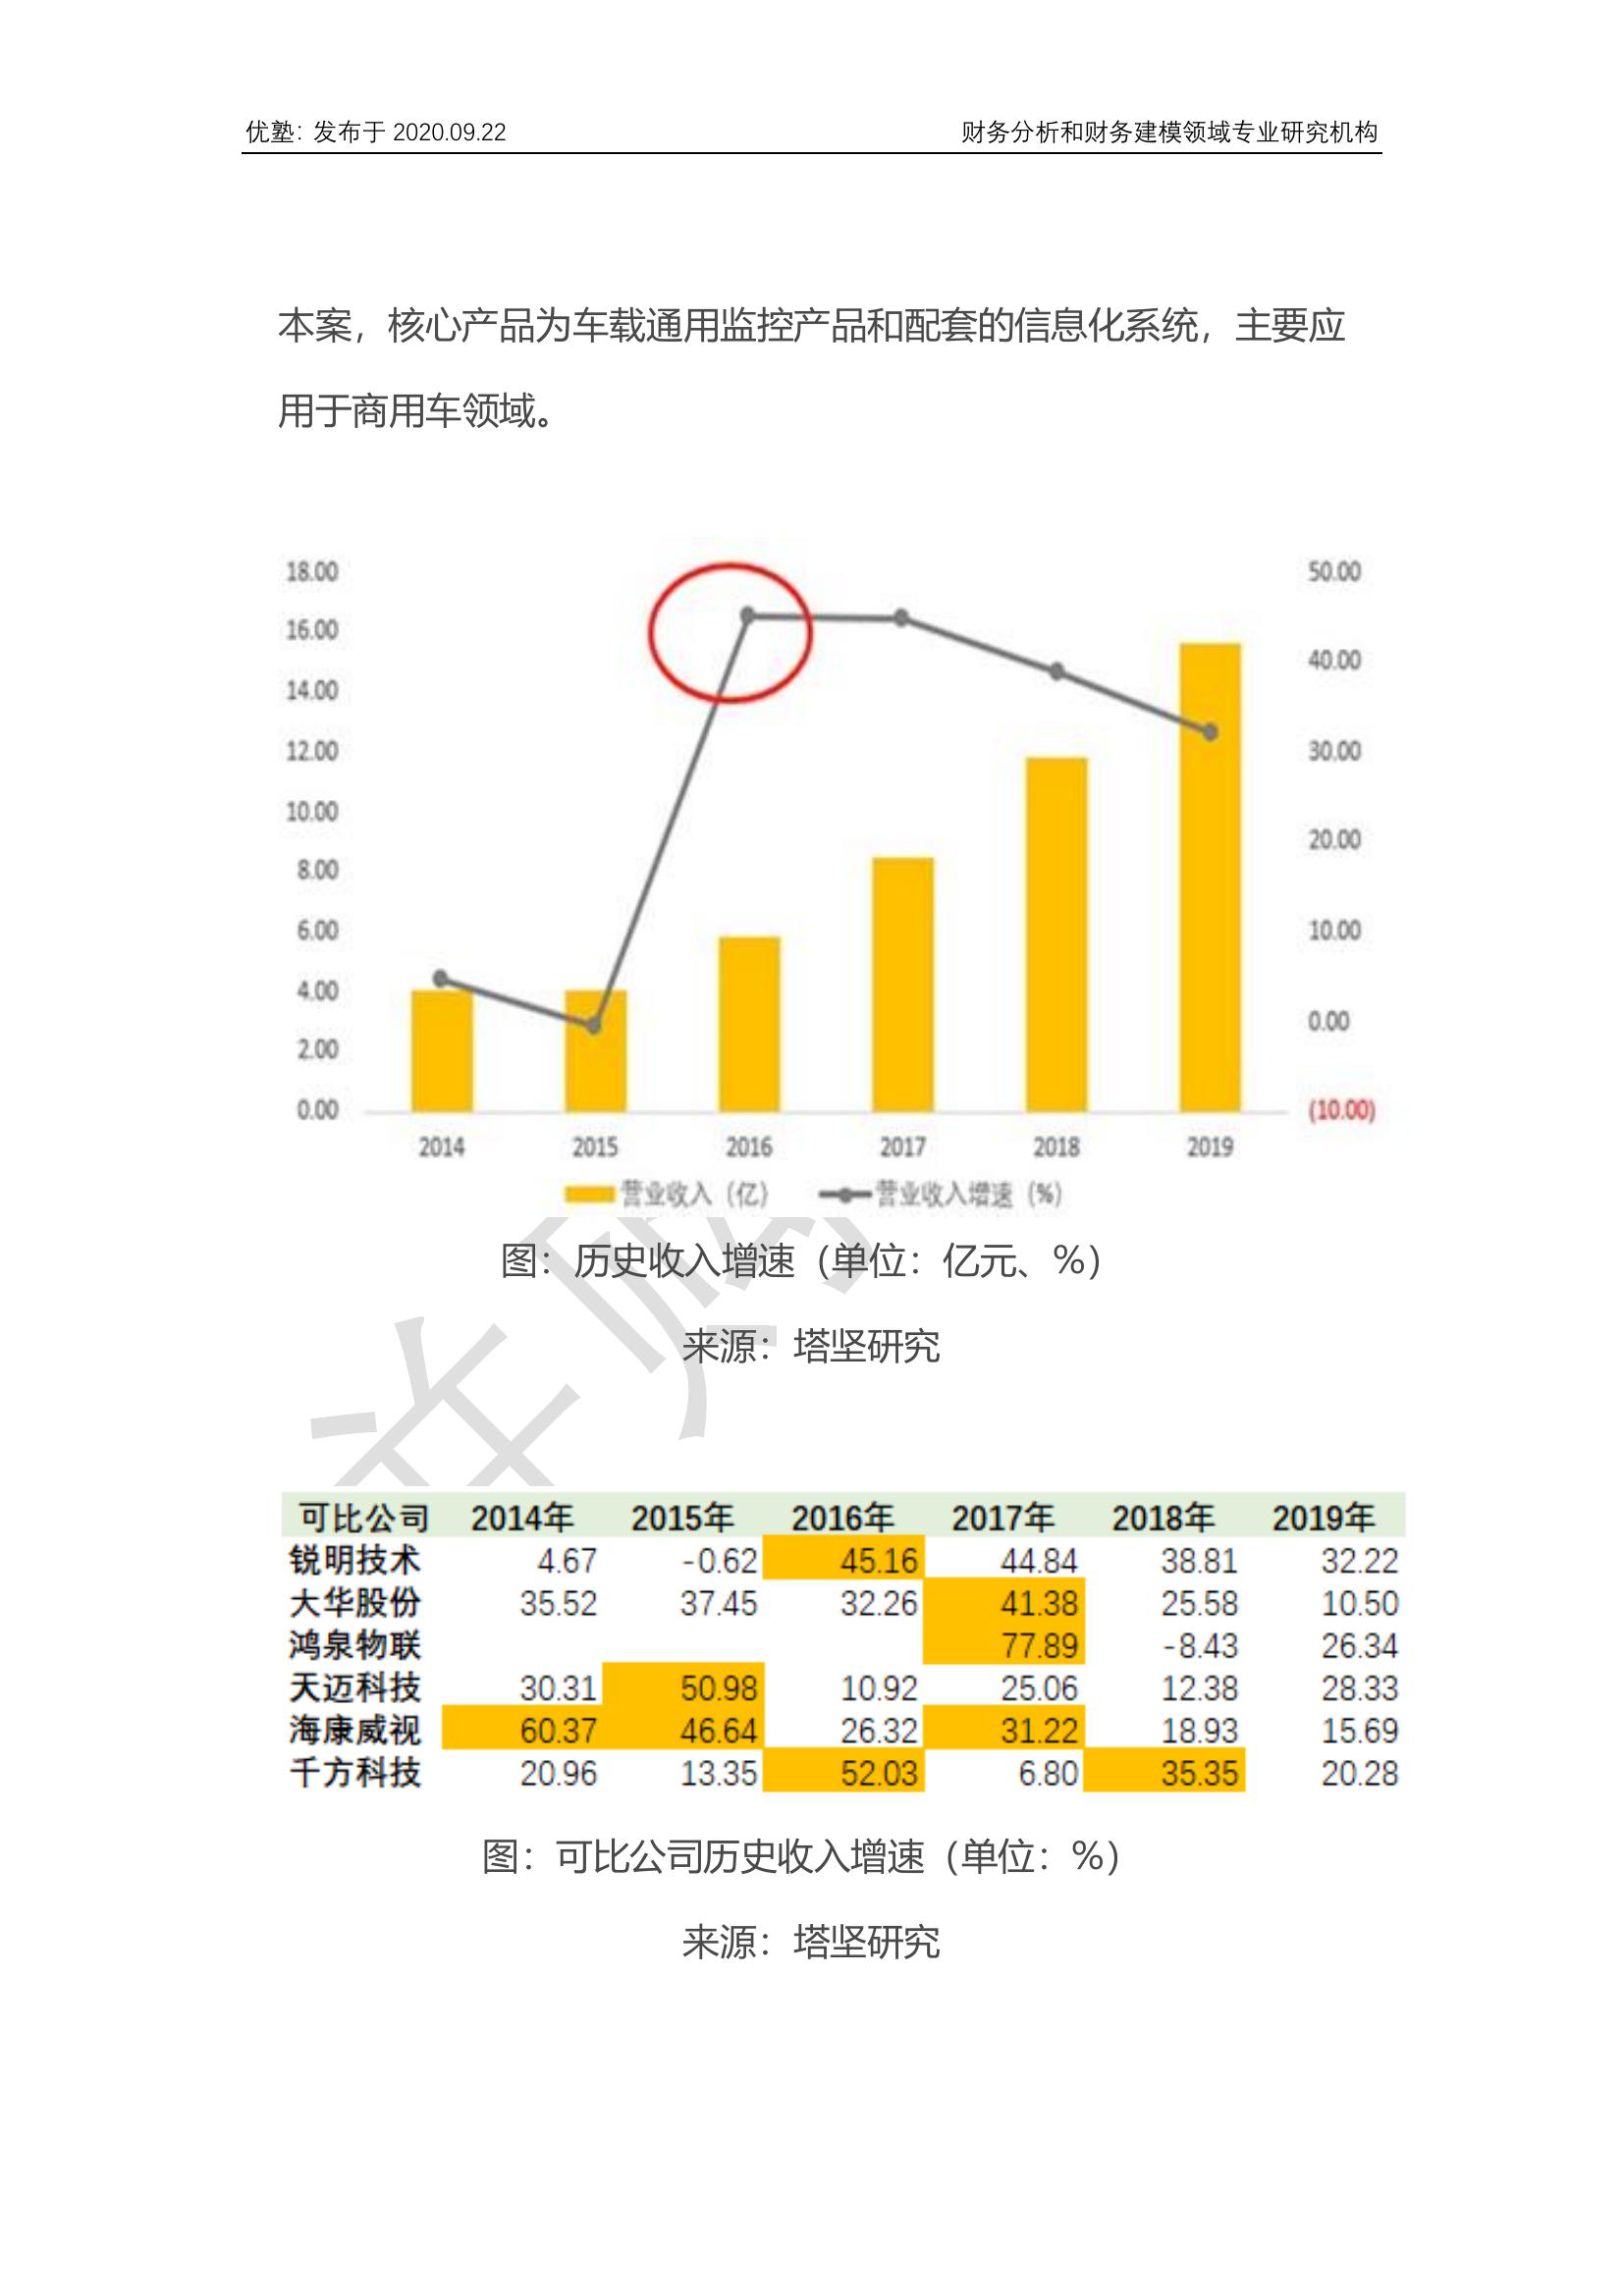 优塾：发布于 2020.09.22 财务分析和财务建模领域专业研究机构
本案，核心产品为车载通用监控产品和配套的信息化系统，主要应
用于商用车领域。
18.00 50.00
16.00
14.00 40.00
12.00 30.00
10.00
8.00 20.00
6.00 10.00
4.00
2.00 0.00
0.00 (10.00)
2014 2015 2016 2017 2018 2019
营业收入（亿） 营业收入增速（%）
图：历史收入增速（单位：亿元、%）
来源：塔坚研究
可比公司 2014年 2015年 2016年 2017年 2018年 2019年
锐明技术 4.67 -0.62 45.16 44.84 38.81 32.22
大华股份 35.52 37.45 32.26 41.38 25.58 10.50
鸿泉物联 77.89 -8.43 26.34
天迈科技 30.31 50.98 10.92 25.06 12.38 28.33
海康威视 60.37 46.64 26.32 31.22 18.93 15.69
千方科技 20.96 13.35 52.03 6.80 35.35 20.28
图：可比公司历史收入增速（单位：%）
来源：塔坚研究